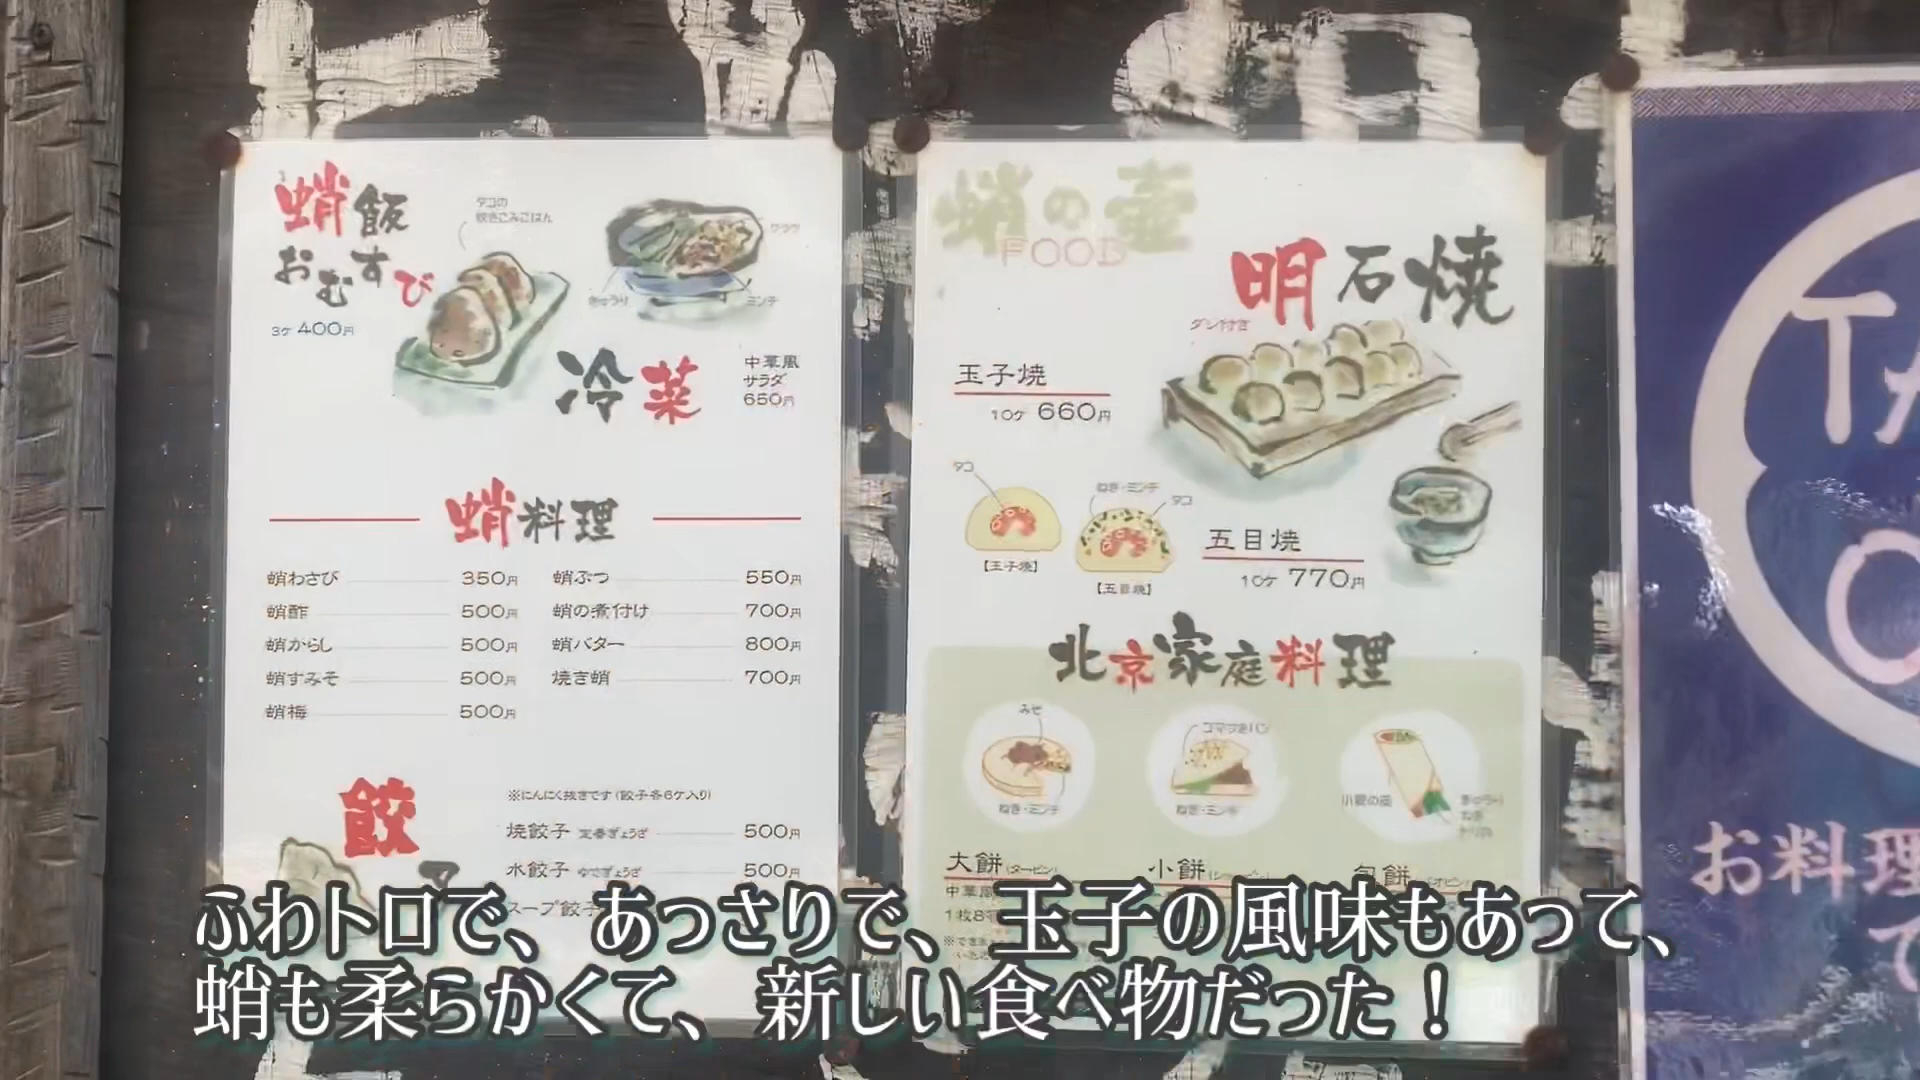 蛸飯
おむすび
3ケ 400円
タコの
炊きこみごはん
サラダ
きゅうり
ミンチ
冷菜
中華風
サラダ
650円
蛸料理
蛸わさび 350円
蛸酢 500円
蛸からし 500円
蛸すみそ 500円
蛸梅 500円
蛸ぶつ 550円
蛸の煮付け 700円
蛸バター 800円
焼き蛸 700円
餃
※にんにく抜きです(餃子各6ケ入り)
焼餃子 定番ぎょうざ 500円
水餃子 ゆでぎょうざ 500円
スープ餃子
蛸の壷
FOOD
明石焼
ダシ付き
玉子焼
10ケ 660円
タコ
【玉子焼】
ねぎ・ミンチ
タコ
【五目焼】
五目焼
10ケ 770円
北京家庭料理
みそ
ねぎ・ミンチ
ゴマつきパン
ねぎ・ミンチ
小麦の皮
きゅうり
ねぎ
大餅(タービン)
小餅
包餅
中華風
1枚8
お料理
で
ふわトロで、あっさりで、玉子の風味もあって、
蛸も柔らかくて、新しい食べ物だった！